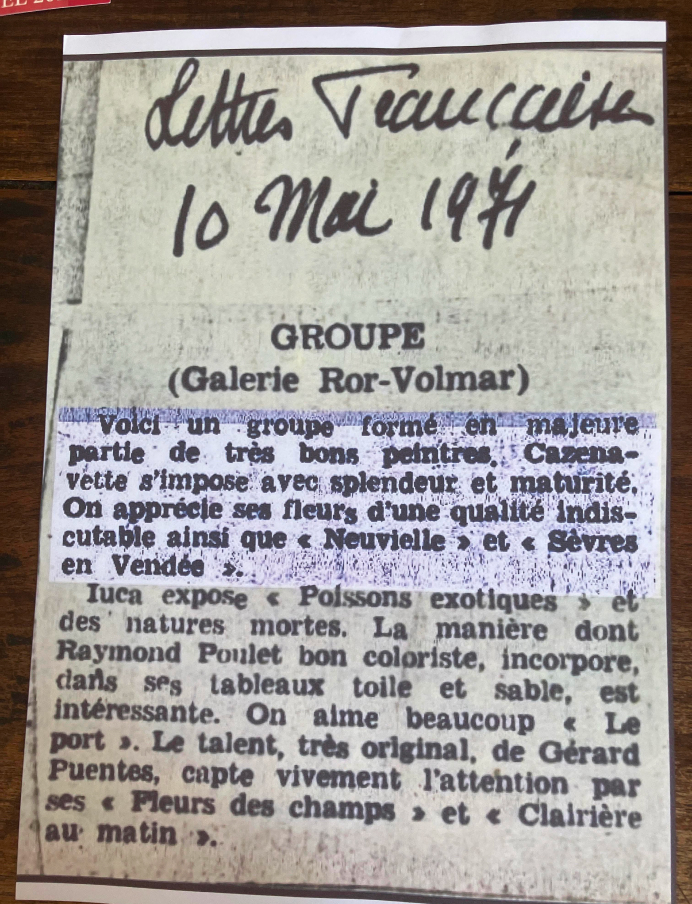 Lettres Françaises
10 Mai 1971
GROUPE
(Galerie Ror-Volmar)
Voici un groupe formé en majeure
partie de très bons peintres. Cazena-
vette s'impose avec splendeur et maturité.
On apprécie ses fleurs d'une qualité indis-
cutable ainsi que « Neuvielle » et « Sèvres
en Vendée ».
Iuca expose « Poissons exotiques » et
des natures mortes. La manière dont
Raymond Poulet bon coloriste, incorpore,
dans ses tableaux toile et sable, est
intéressante. On aime beaucoup « Le
port ». Le talent, très original, de Gérard
Puentes, capte vivement l'attention par
ses « Fleurs des champs » et « Clairière
au matin ».